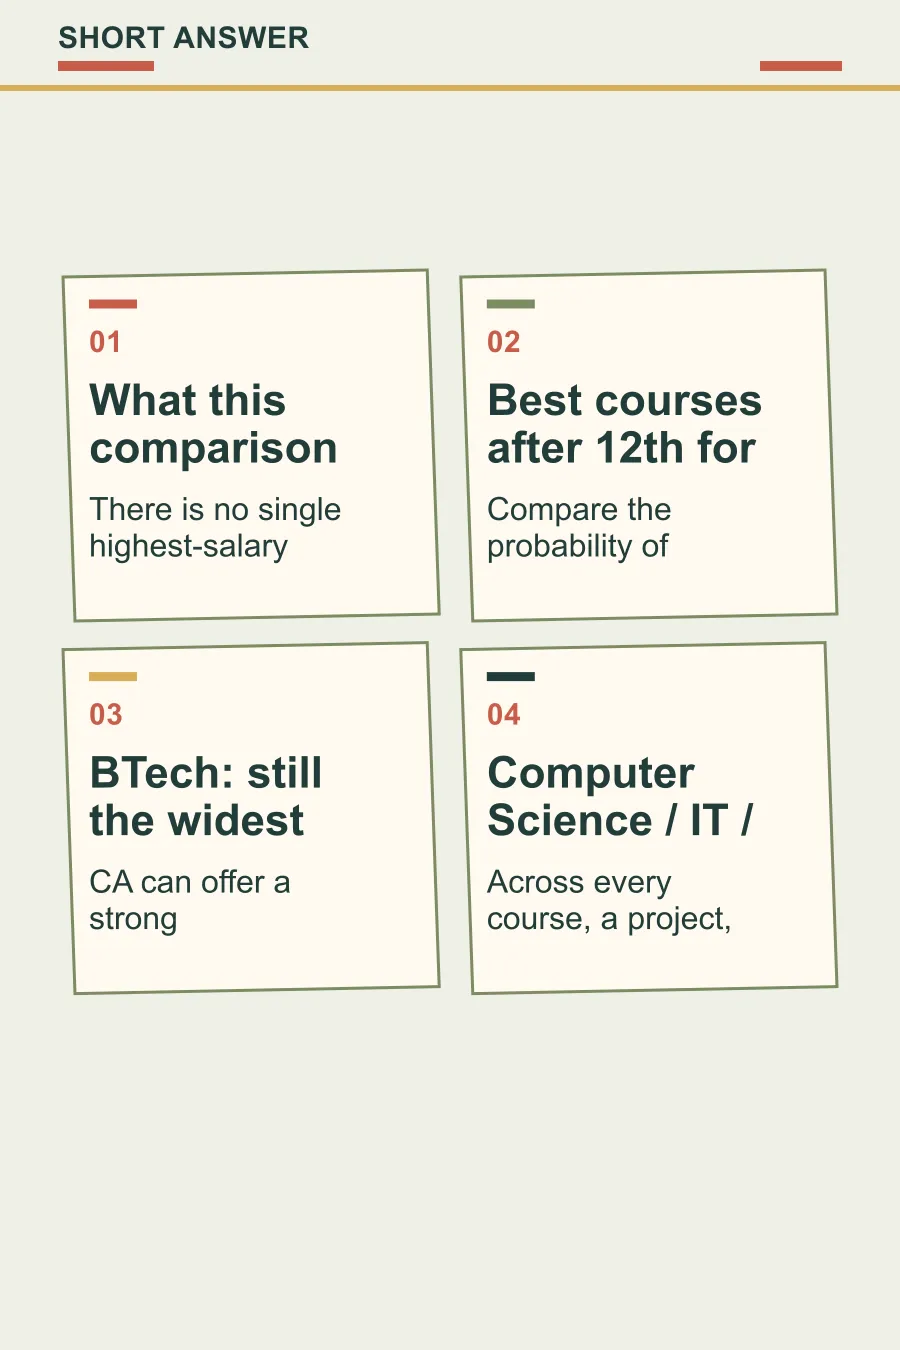 SHORT ANSWER
01
What this
comparison
There is no single
highest-salary
02
Best courses
after 12th for
Compare the
probability of
03
BTech: still
the widest
CA can offer a
strong
04
Computer
Science / IT /
Across every
course, a project,